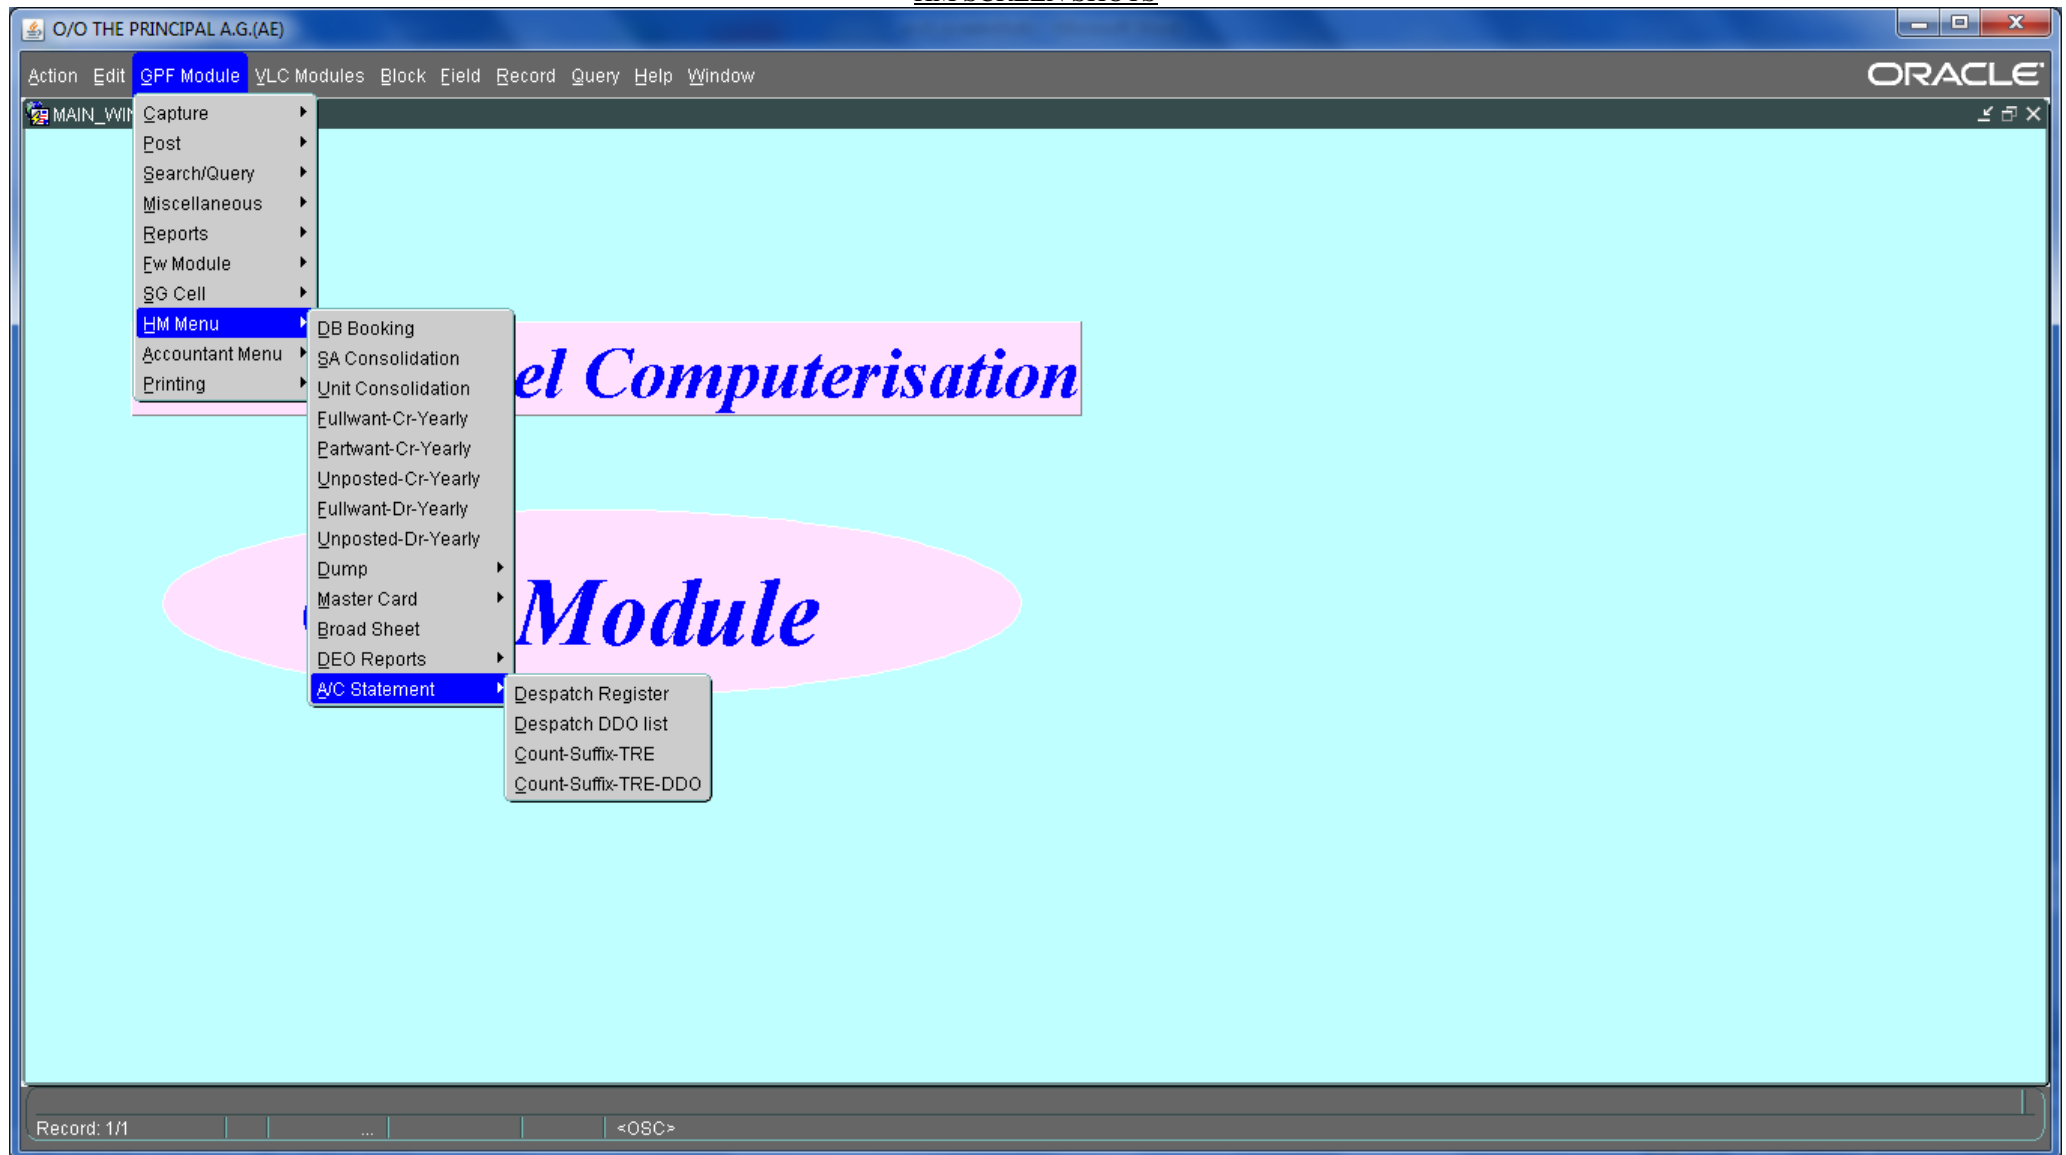 HM SCREEN SHOTS
O/O THE PRINCIPAL A.G.(AE)
Action Edit GPF Module VLC Modules Block Field Record Query Help Window
ORACLE
MAIN_WIN
Capture
Post
Search/Query
Miscellaneous
Reports
Fw Module
SG Cell
HM Menu
Accountant Menu
Printing
DB Booking
SA Consolidation
Unit Consolidation
Fullwant-Cr-Yearly
Partwant-Cr-Yearly
Unposted-Cr-Yearly
Fullwant-Dr-Yearly
Unposted-Dr-Yearly
Dump
Master Card
Broad Sheet
DEO Reports
A/C Statement
Despatch Register
Despatch DDO list
Count-Suffix-TRE
Count-Suffix-TRE-DDO
el Computerisation
Module
Record: 1/1 ... <OSC>